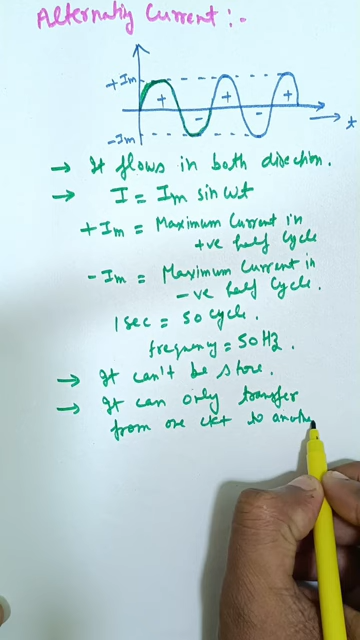 Alternating Current :-
+Im
+ + +
- -
-Im
t
→ It flows in both direction.
→ I = Im sin wt
+Im = Maximum Current in
+ve half Cycle
-Im = Maximum Current in
-ve half Cycle.
1 sec = 50 cycle.
frequency = 50 Hz.
→ It can't be store.
→ It can only transfer
from one ckt to anothe